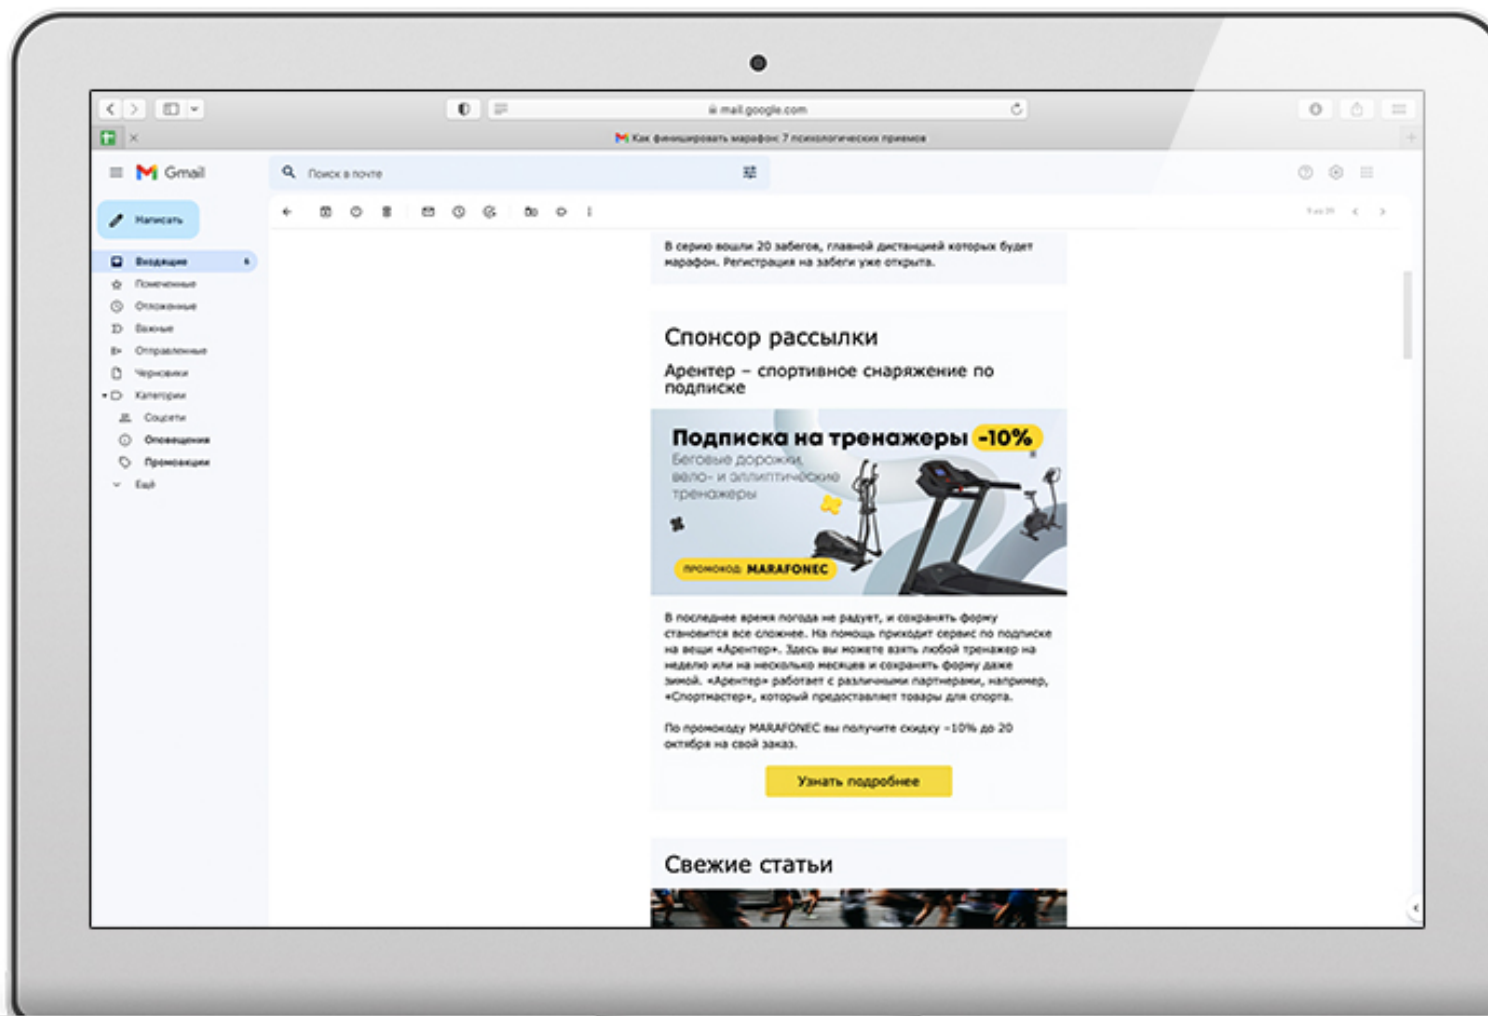 mail.google.com
Как финишировать марафон: 7 психологических приемов
Gmail
Поиск в почте
Написать
9 из 39
Входящие 6
Помеченные
Отложенные
Важные
Отправленные
Черновики
Категории
Соцсети
Оповещения
Промоакции
Ещё
В серию вошли 20 забегов, главной дистанцией которых будет
марафон. Регистрация на забеги уже открыта.
Спонсор рассылки
Арентер – спортивное снаряжение по
подписке
Подписка на тренажеры -10%
Беговые дорожки,
вело- и эллиптические
тренажеры
ПРОМОКОД: MARAFONEC
В последнее время погода не радует, и сохранять форму
становится все сложнее. На помощь приходит сервис по подписке
на вещи «Арентер». Здесь вы можете взять любой тренажер на
неделю или на несколько месяцев и сохранять форму даже
зимой. «Арентер» работает с различными партнерами, например,
«Спортмастер», который предоставляет товары для спорта.
По промокоду MARAFONEC вы получите скидку –10% до 20
октября на свой заказ.
Узнать подробнее
Свежие статьи